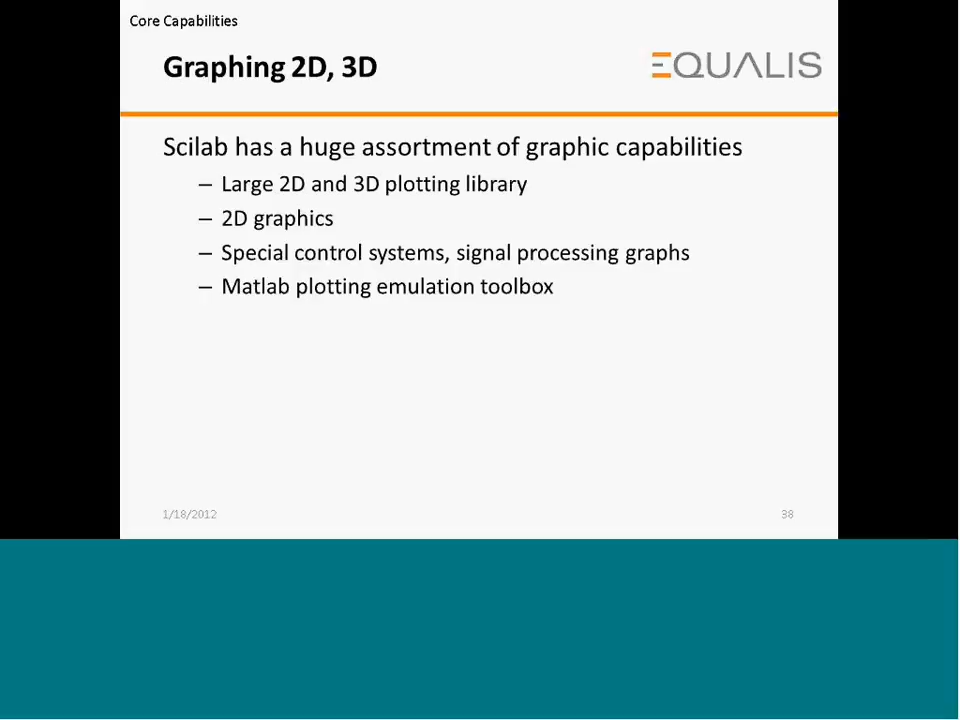 Core Capabilities
Graphing 2D, 3D
EQUALIS
Scilab has a huge assortment of graphic capabilities
– Large 2D and 3D plotting library
– 2D graphics
– Special control systems, signal processing graphs
– Matlab plotting emulation toolbox
1/18/2012
38